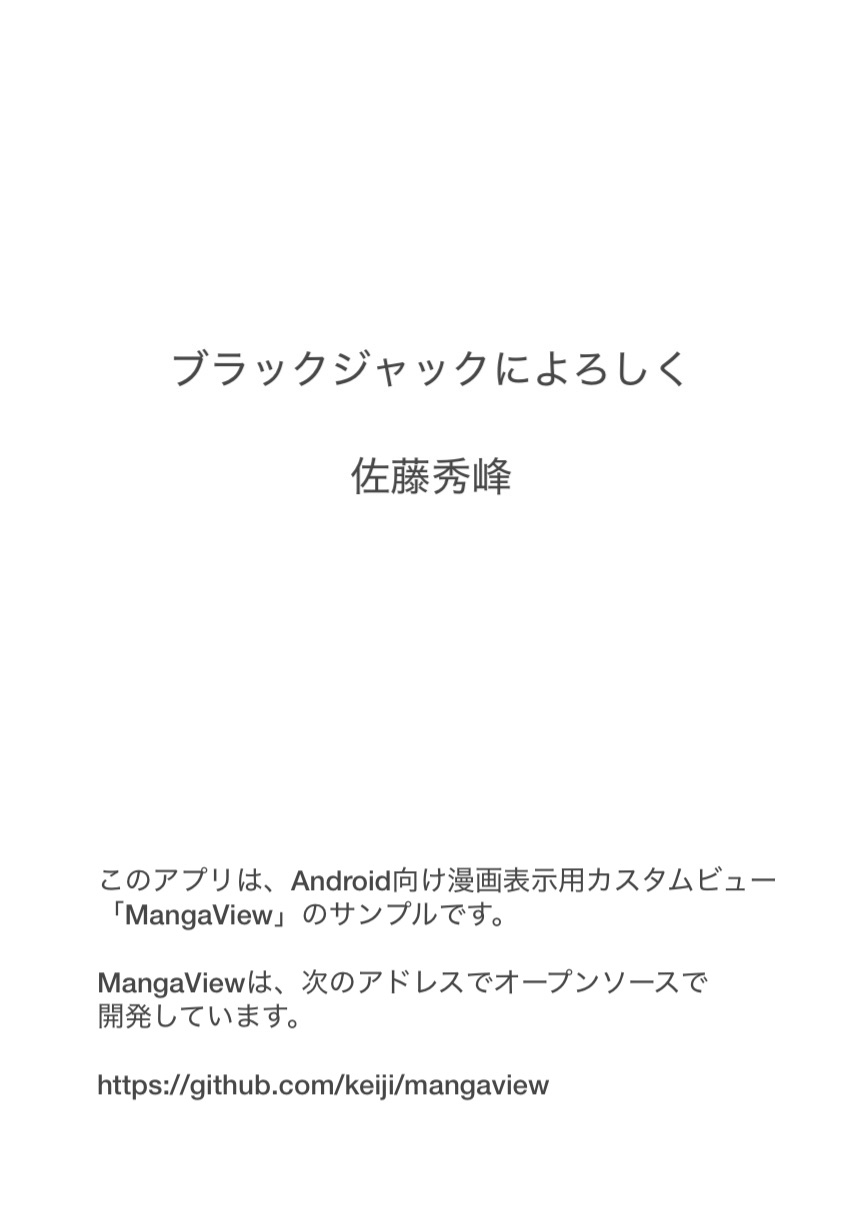 ブラックジャックによろしく
佐藤秀峰
このアプリは、Android向け漫画表示用カスタムビュー
「MangaView」のサンプルです。
MangaViewは、次のアドレスでオープンソースで
開発しています。
https://github.com/keiji/mangaview